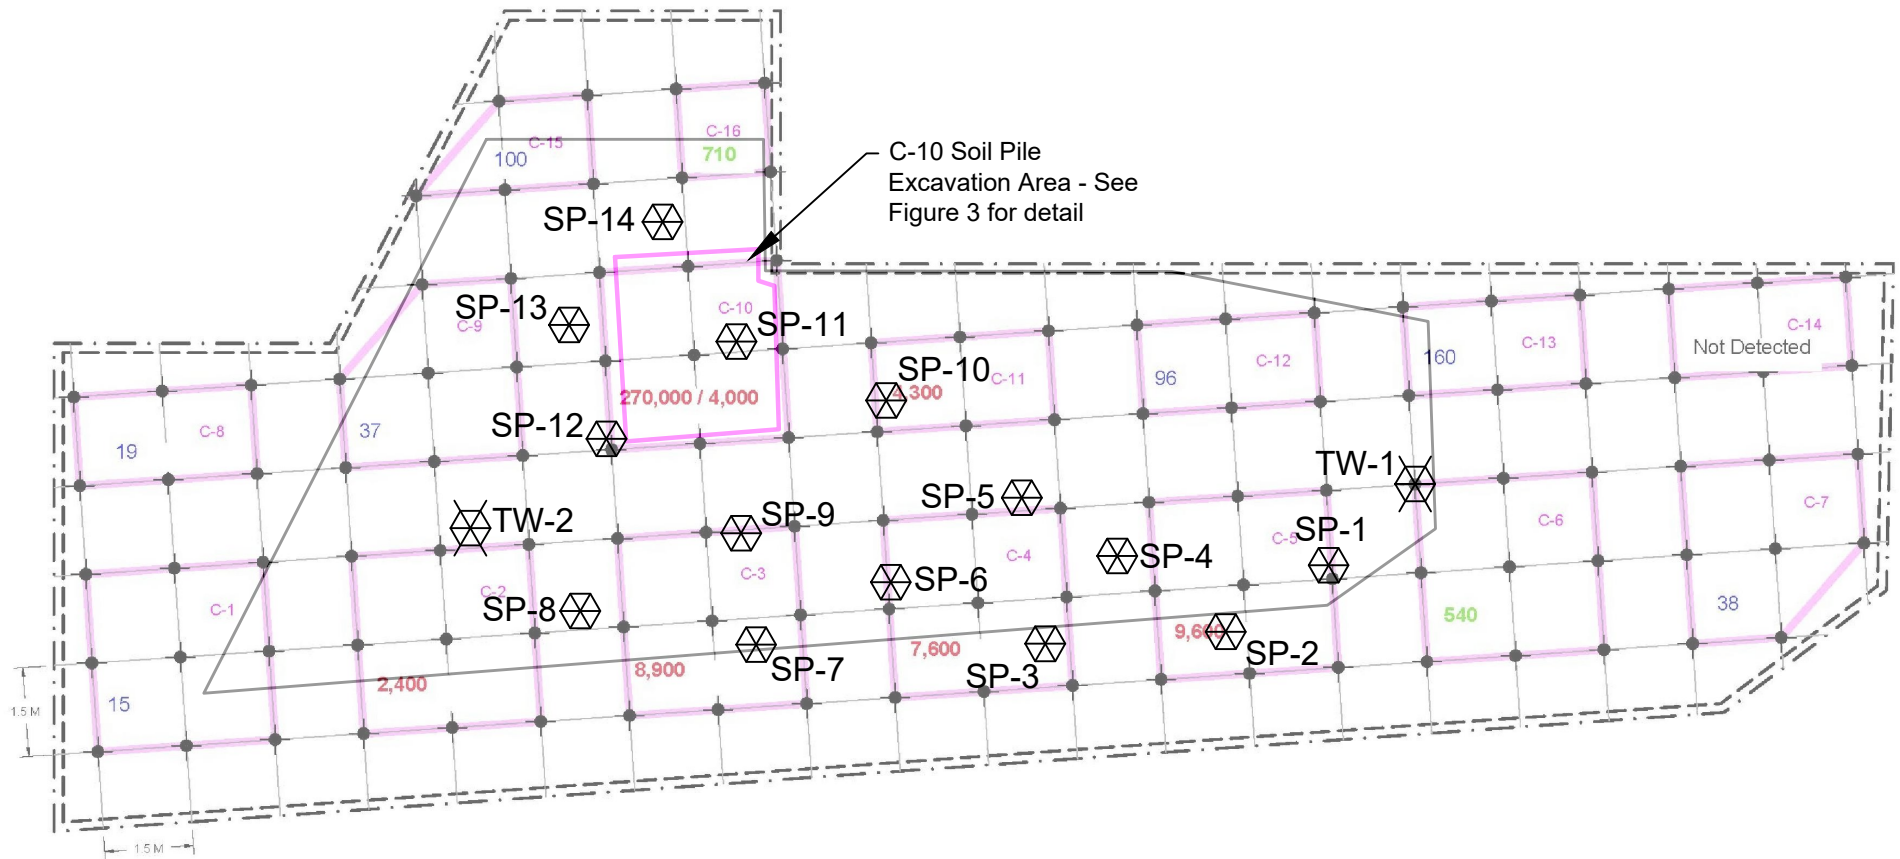 C-15
100
C-16
710
C-10 Soil Pile
Excavation Area - See
Figure 3 for detail
SP-14
SP-13
C-9
C-10
SP-11
270,000 / 4,000
SP-10
4,300
C-11
96
C-12
160
C-13
C-14
Not Detected
19
C-8
37
SP-12
TW-2
SP-9
SP-5
TW-1
C-7
C-1
C-2
SP-8
C-3
SP-6
C-4
SP-4
C-5
SP-1
C-6
540
38
15
2,400
8,900
SP-7
7,600
SP-3
9,600
SP-2
1.5 M
1.5 M